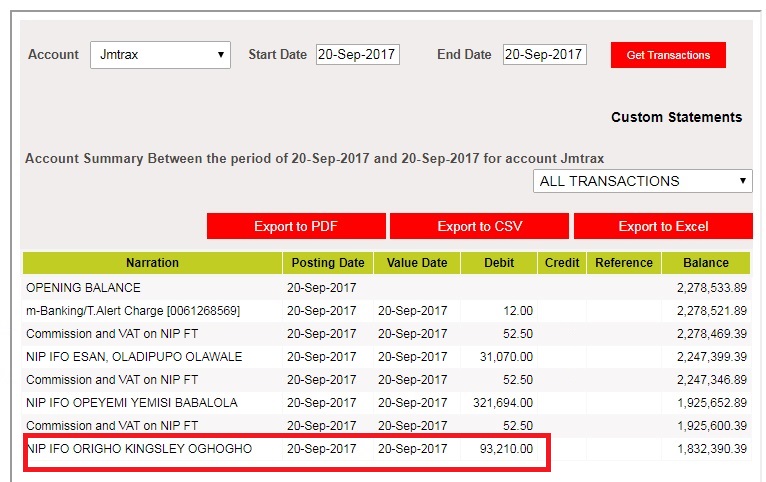 Account Jmtrax Start Date 20-Sep-2017 End Date 20-Sep-2017 Get Transactions
Custom Statements
Account Summary Between the period of 20-Sep-2017 and 20-Sep-2017 for account Jmtrax
ALL TRANSACTIONS
Export to PDF Export to CSV Export to Excel
Narration Posting Date Value Date Debit Credit Reference Balance
OPENING BALANCE 20-Sep-2017 2,278,533.89
m-Banking/T.Alert Charge [0061268569] 20-Sep-2017 20-Sep-2017 12.00 2,278,521.89
Commission and VAT on NIP FT 20-Sep-2017 20-Sep-2017 52.50 2,278,469.39
NIP IFO ESAN, OLADIPUPO OLAWALE 20-Sep-2017 20-Sep-2017 31,070.00 2,247,399.39
Commission and VAT on NIP FT 20-Sep-2017 20-Sep-2017 52.50 2,247,346.89
NIP IFO OPEYEMI YEMISI BABALOLA 20-Sep-2017 20-Sep-2017 321,694.00 1,925,652.89
Commission and VAT on NIP FT 20-Sep-2017 20-Sep-2017 52.50 1,925,600.39
NIP IFO ORIGHO KINGSLEY OGHOGHO 20-Sep-2017 20-Sep-2017 93,210.00 1,832,390.39